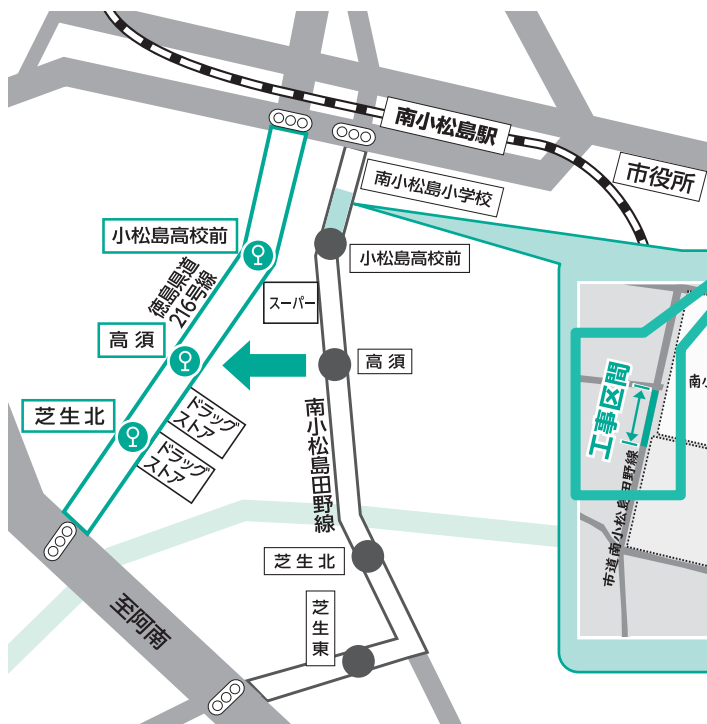 南小松島駅
市役所
南小松島小学校
小松島高校前
徳島県道
216号線
小松島高校前
スーパー
高須
高須
芝生北
ドラッグ
ストア
ドラッグ
ストア
南小松島田野線
芝生北
芝生東
至阿南
工事区間
市道南小松島田野線
南小